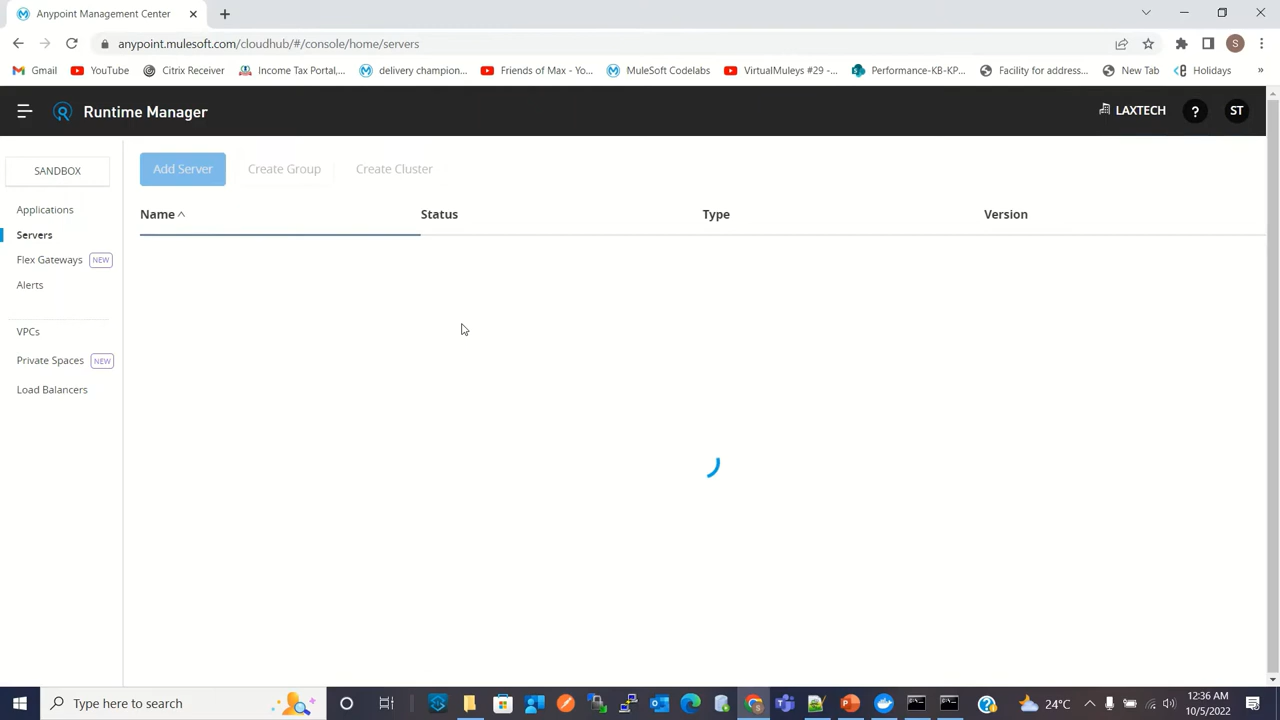 Anypoint Management Center
anypoint.mulesoft.com/cloudhub/#/console/home/servers
S
Gmail YouTube Citrix Receiver Income Tax Portal,... delivery champion... Friends of Max - Yo... MuleSoft Codelabs VirtualMuleys #29 -... Performance-KB-KP... Facility for address... New Tab Holidays »
Runtime Manager LAXTECH ? ST
SANDBOX
Applications
Servers
Flex Gateways NEW
Alerts
VPCs
Private Spaces NEW
Load Balancers
Add Server Create Group Create Cluster
Name Status Type Version
Type here to search
24°C
12:36 AM
10/5/2022